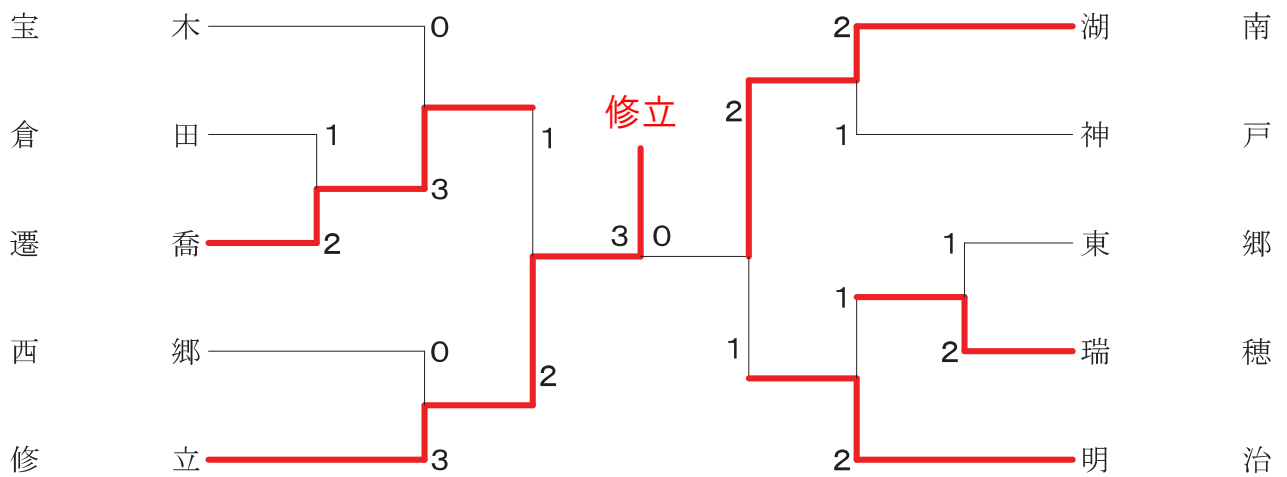 宝木 0 2 湖南
修立
2
倉田 1 1 1 神戸
3
遷喬 2 3 0 1 東郷
1
西郷 0 1 2 瑞穂
2
修立 3 2 明治